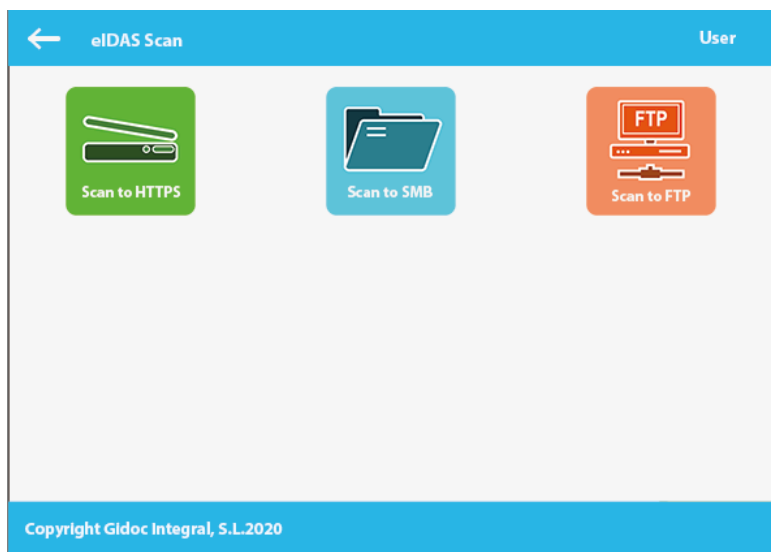 eIDAS Scan
User
FTP
Scan to HTTPS
Scan to SMB
Scan to FTP
Copyright Gidoc Integral, S.L.2020